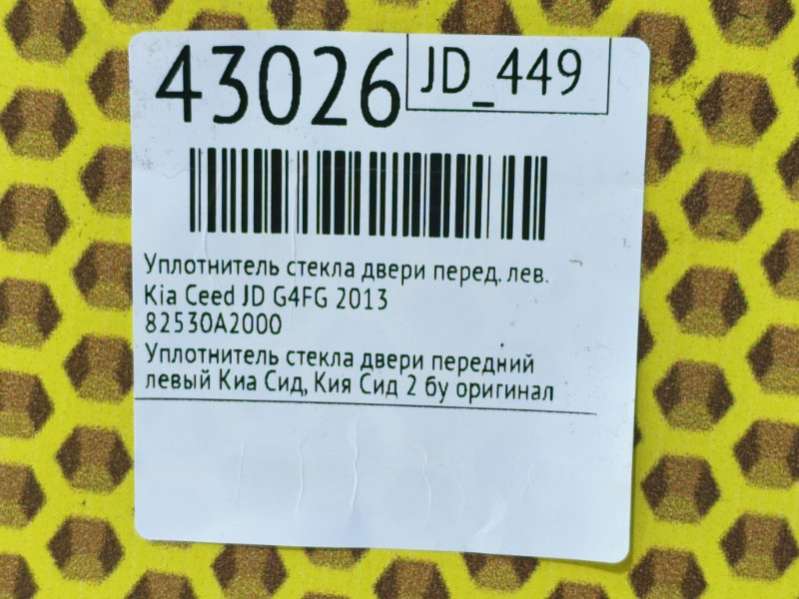 43026
JD_449
Уплотнитель стекла двери перед. лев.
Kia Ceed JD G4FG 2013
82530A2000
Уплотнитель стекла двери передний
левый Киа Сид, Кия Сид 2 бу оригинал